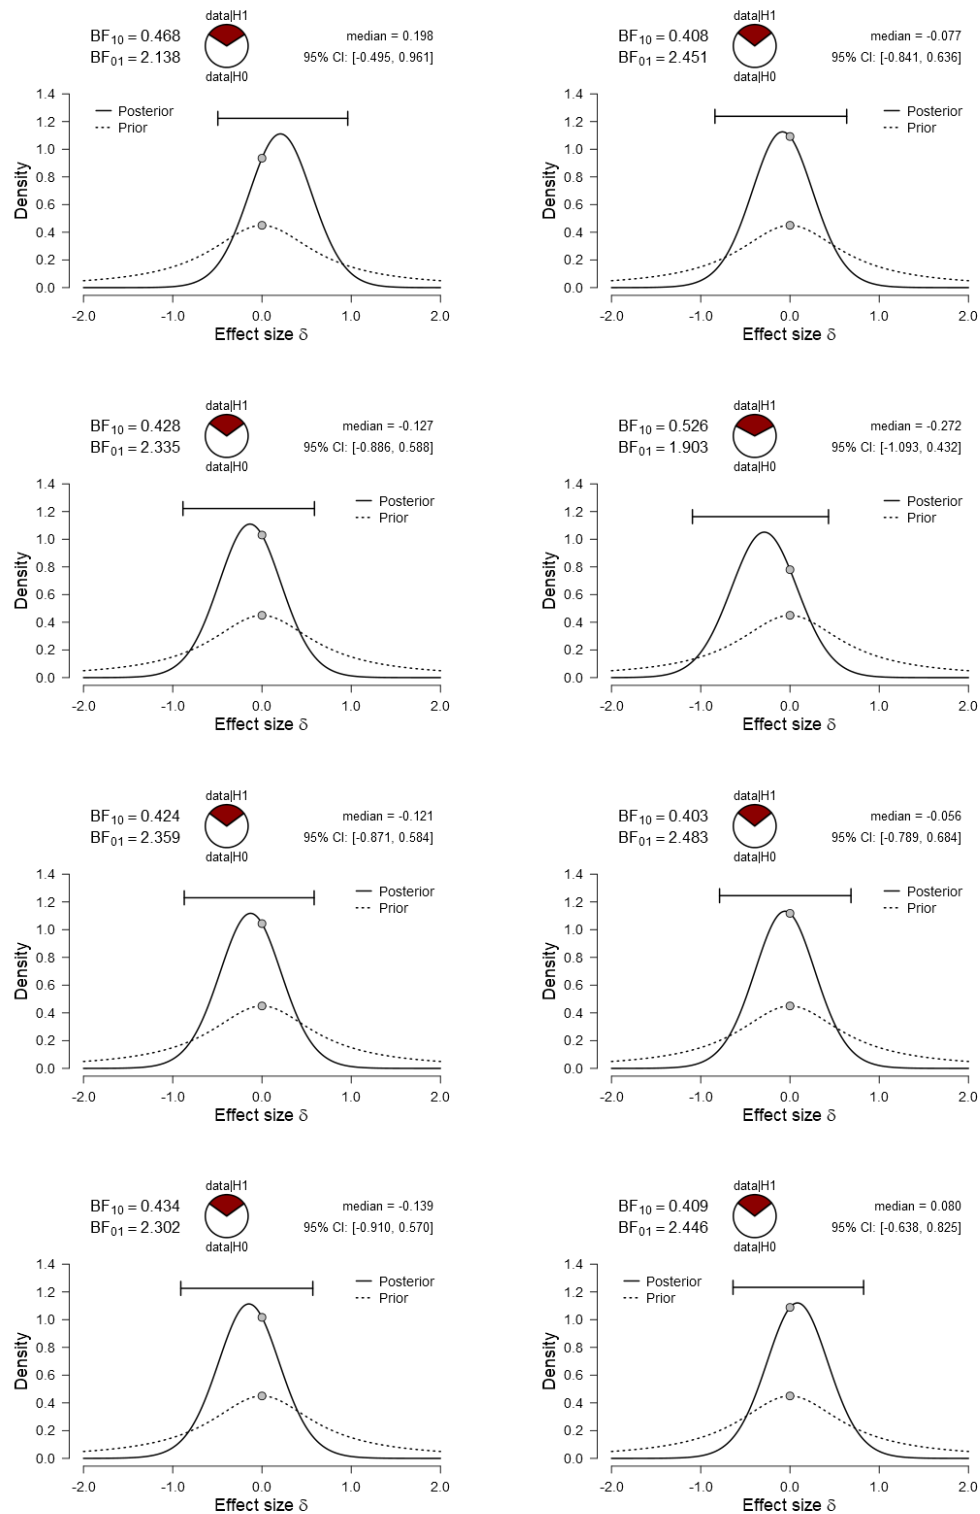 data|H1
BF10 = 0.468 median = 0.198
BF01 = 2.138 95% CI: [-0.495, 0.961]
data|H0
1.4
1.2
1.0
0.8
0.6
0.4
0.2
0.0
Density
Posterior
Prior
-2.0 -1.0 0.0 1.0 2.0
Effect size δ
data|H1
BF10 = 0.408 median = -0.077
BF01 = 2.451 95% CI: [-0.841, 0.636]
data|H0
1.4
1.2
1.0
0.8
0.6
0.4
0.2
0.0
Density
Posterior
Prior
-2.0 -1.0 0.0 1.0 2.0
Effect size δ
data|H1
BF10 = 0.428 median = -0.127
BF01 = 2.335 95% CI: [-0.886, 0.588]
data|H0
1.4
1.2
1.0
0.8
0.6
0.4
0.2
0.0
Density
Posterior
Prior
-2.0 -1.0 0.0 1.0 2.0
Effect size δ
data|H1
BF10 = 0.526 median = -0.272
BF01 = 1.903 95% CI: [-1.093, 0.432]
data|H0
1.4
1.2
1.0
0.8
0.6
0.4
0.2
0.0
Density
Posterior
Prior
-2.0 -1.0 0.0 1.0 2.0
Effect size δ
data|H1
BF10 = 0.424 median = -0.121
BF01 = 2.359 95% CI: [-0.871, 0.584]
data|H0
1.4
1.2
1.0
0.8
0.6
0.4
0.2
0.0
Density
Posterior
Prior
-2.0 -1.0 0.0 1.0 2.0
Effect size δ
data|H1
BF10 = 0.403 median = -0.056
BF01 = 2.483 95% CI: [-0.789, 0.684]
data|H0
1.4
1.2
1.0
0.8
0.6
0.4
0.2
0.0
Density
Posterior
Prior
-2.0 -1.0 0.0 1.0 2.0
Effect size δ
data|H1
BF10 = 0.434 median = -0.139
BF01 = 2.302 95% CI: [-0.910, 0.570]
data|H0
1.4
1.2
1.0
0.8
0.6
0.4
0.2
0.0
Density
Posterior
Prior
-2.0 -1.0 0.0 1.0 2.0
Effect size δ
data|H1
BF10 = 0.409 median = 0.080
BF01 = 2.446 95% CI: [-0.638, 0.825]
data|H0
1.4
1.2
1.0
0.8
0.6
0.4
0.2
0.0
Density
Posterior
Prior
-2.0 -1.0 0.0 1.0 2.0
Effect size δ